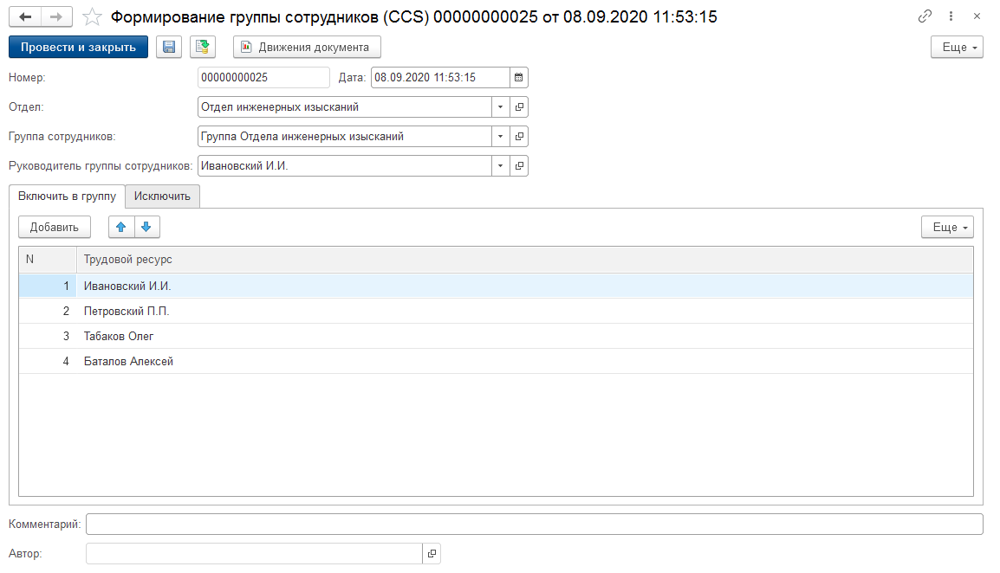 Формирование группы сотрудников (CCS) 00000000025 от 08.09.2020 11:53:15
Провести и закрыть Движения документа Еще
Номер: 00000000025 Дата: 08.09.2020 11:53:15
Отдел: Отдел инженерных изысканий
Группа сотрудников: Группа Отдела инженерных изысканий
Руководитель группы сотрудников: Ивановский И.И.
Включить в группу Исключить
Добавить Еще
N Трудовой ресурс
1 Ивановский И.И.
2 Петровский П.П.
3 Табаков Олег
4 Баталов Алексей
Комментарий:
Автор: